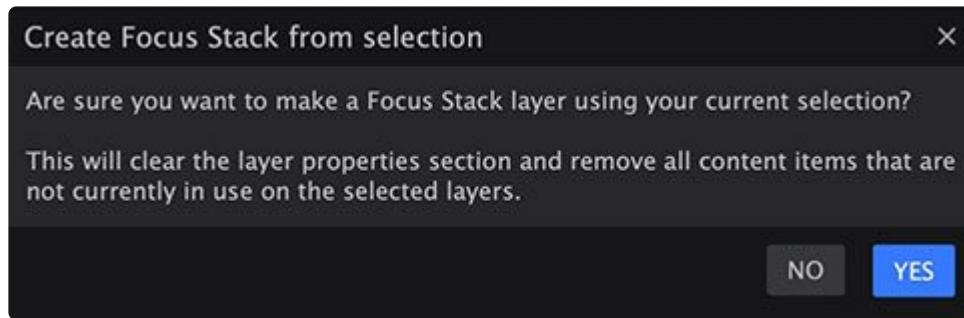 Create Focus Stack from selection
Are sure you want to make a Focus Stack layer using your current selection?
This will clear the layer properties section and remove all content items that are
not currently in use on the selected layers.
NO
YES